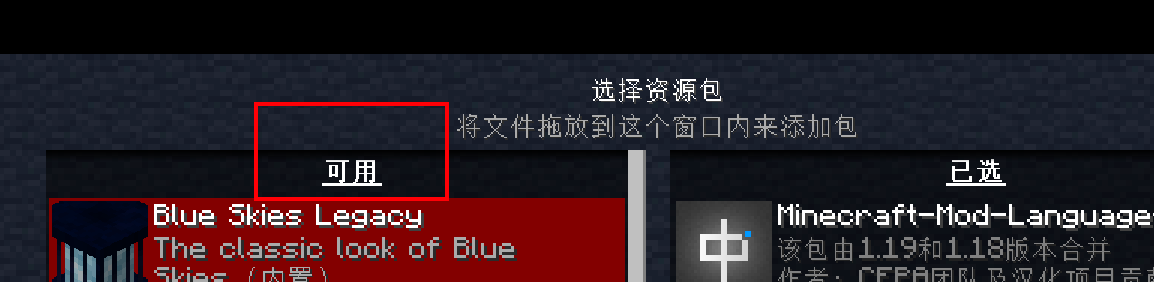 选择资源包
将文件拖放到这个窗口内来添加包
可用
已选
Blue Skies Legacy
The classic look of Blue
Skies (内置)
Minecraft-Mod-Language-
该包由1.19和1.18版本合并
作者: CFPA团队及汉化项目贡献